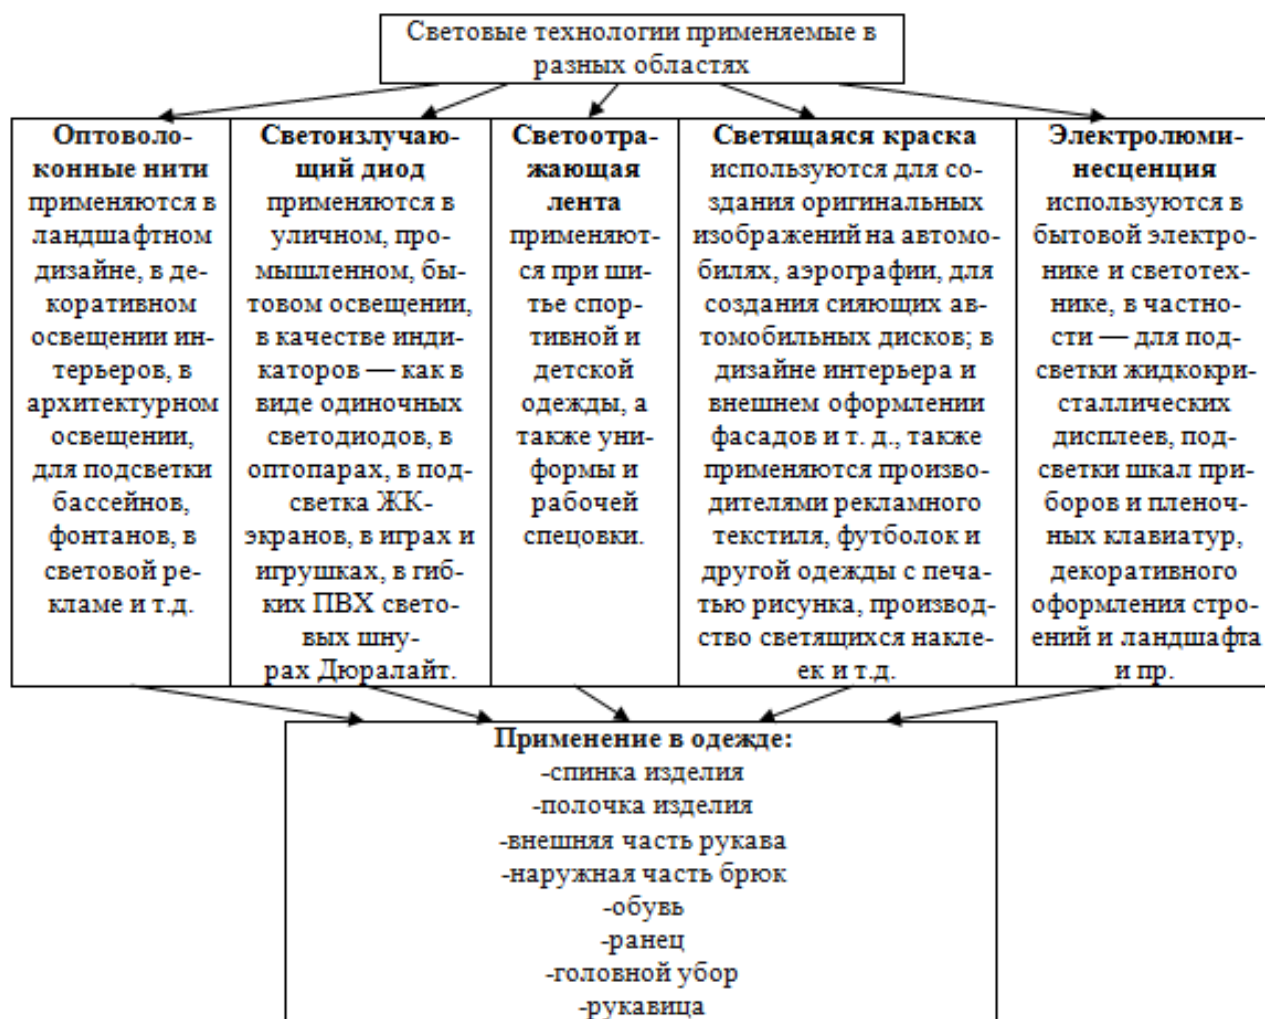 Световые технологии применяемые в
разных областях
Оптоволо-
конные нити
применяются в
ландшафтном
дизайне, в де-
коративном
освещении ин-
терьеров, в
архитектурном
освещении,
для подсветки
бассейнов,
фонтанов, в
световой ре-
кламе и т.д.
Светоизлучаю-
щий диод
применяются в
уличном, про-
мышленном, бы-
товом освещении,
в качестве инди-
каторов — как в
виде одиночных
светодиодов, в
оптопарах, в под-
светка ЖК-
экранов, в играх и
игрушках, в гиб-
ких ПВХ свето-
вых шну-
рах Дюралайт.
Светоотра-
жающая
лента
применяют-
ся при ши-
тье спор-
тивной и
детской
одежды, а
также уни-
формы и
рабочей
спецовки.
Светящаяся краска
используются для со-
здания оригинальных
изображений на автомо-
билях, аэрографии, для
создания сияющих ав-
томобильных дисков; в
дизайне интерьера и
внешнем оформлении
фасадов и т. д., также
применяются произво-
дителями рекламного
текстиля, футболок и
другой одежды с печа-
тью рисунка, производ-
ство светящихся накле-
ек и т.д.
Электролюми-
несценция
используются в
бытовой электро-
нике и светотех-
нике, в частно-
сти — для под-
светки жидкокри-
сталлических
дисплеев, под-
светки шкал при-
боров и пленоч-
ных клавиатур,
декоративного
оформления стро-
ений и ландшафта
и пр.
Применение в одежде:
-спинка изделия
-полочка изделия
-внешняя часть рукава
-наружная часть брюк
-обувь
-ранец
-головной убор
-рукавица